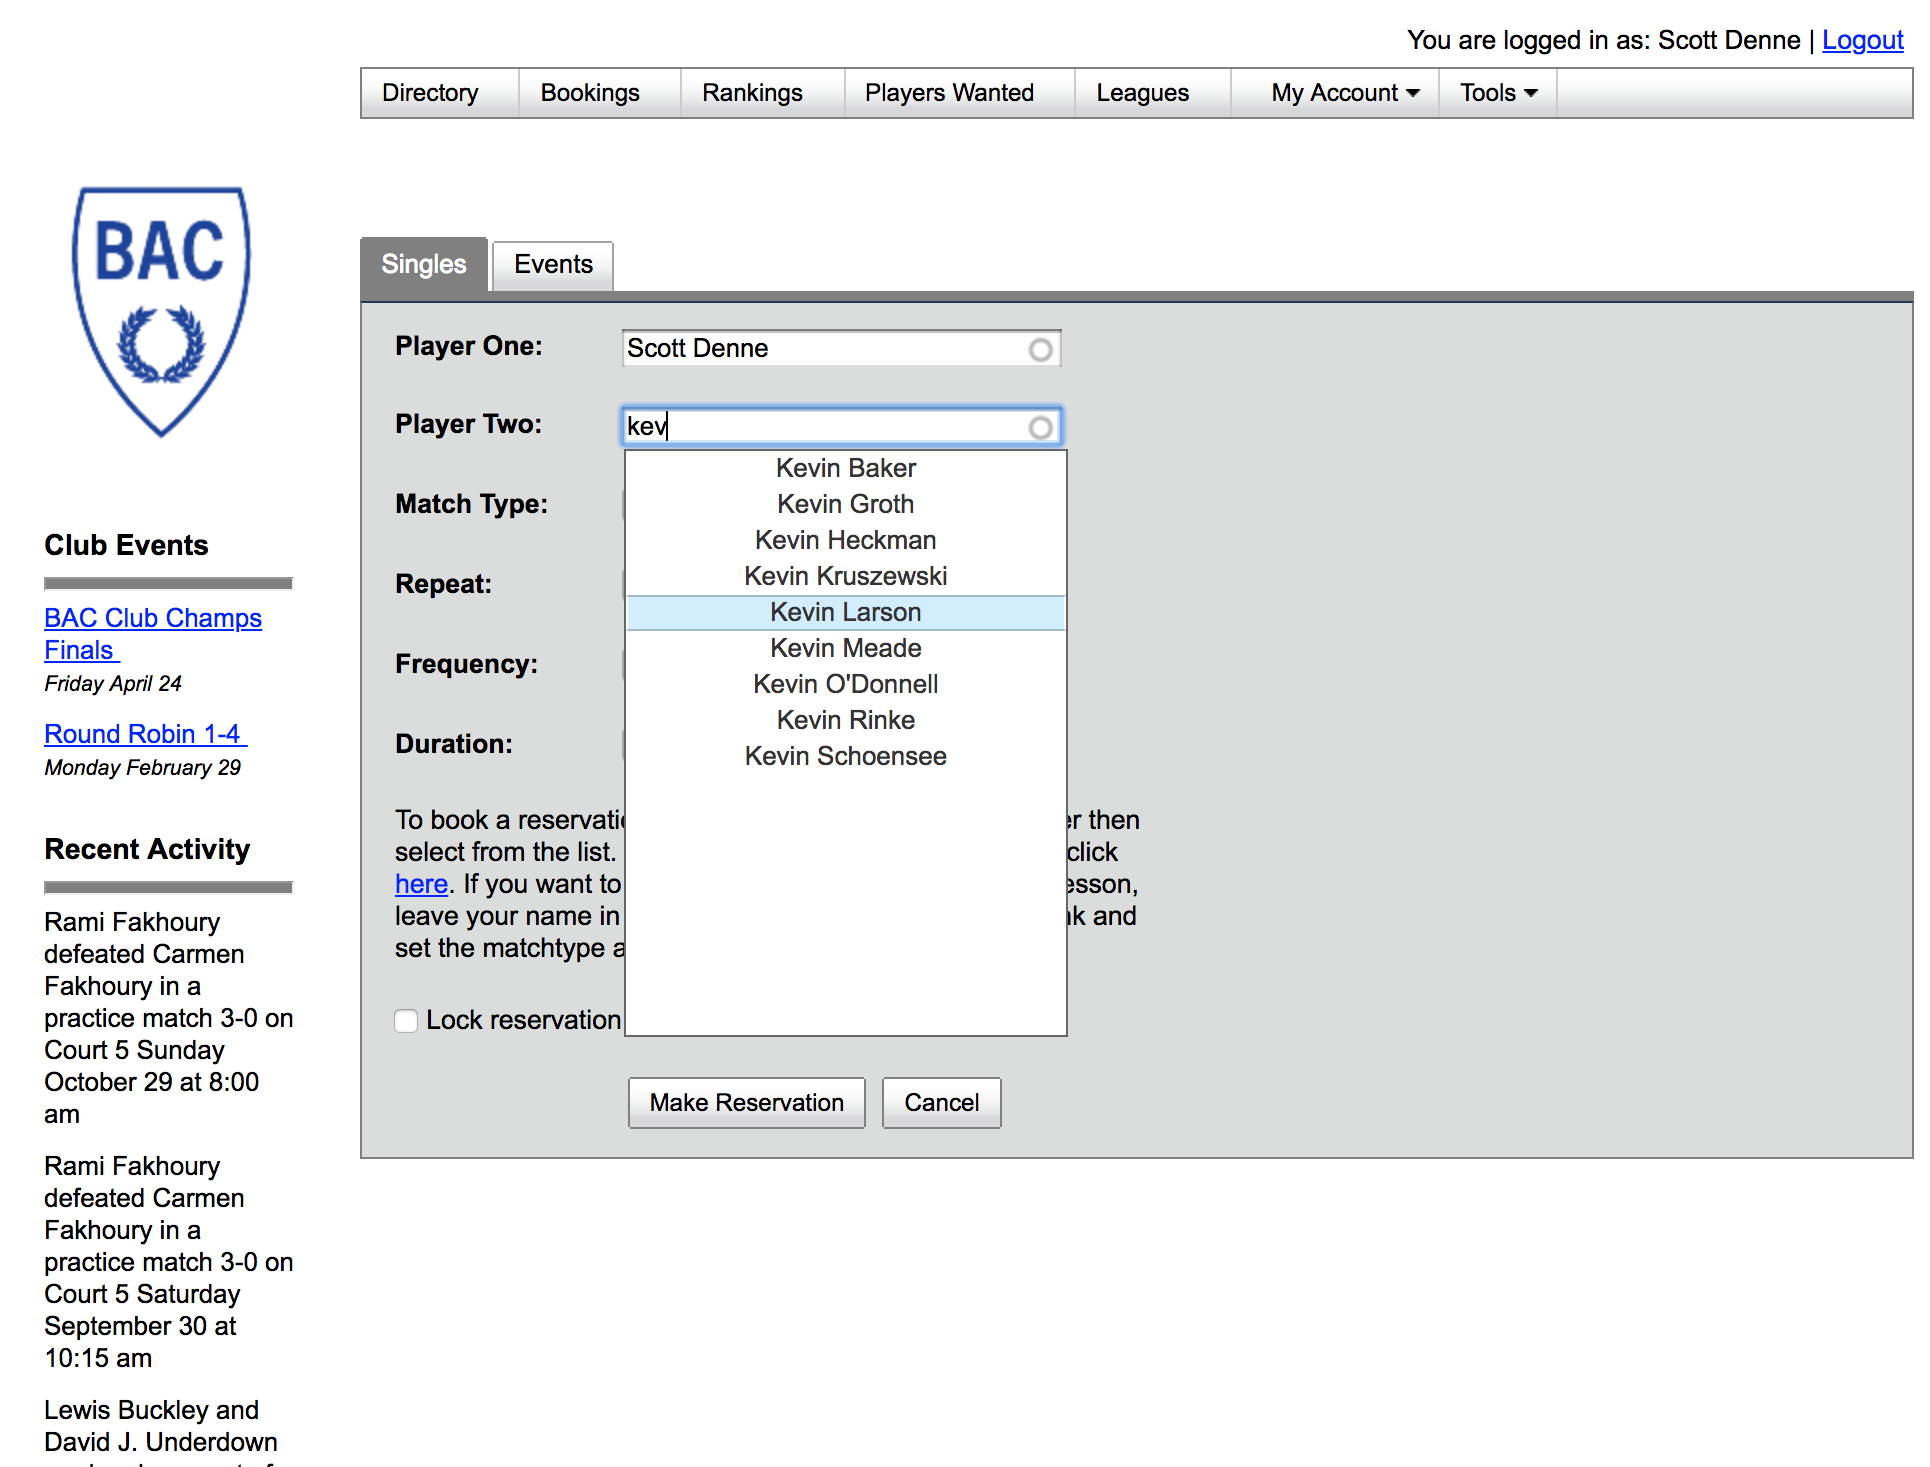 You are logged in as: Scott Denne | Logout
Directory Bookings Rankings Players Wanted Leagues My Account Tools
BAC
Singles Events
Player One: Scott Denne
Player Two: kev
Kevin Baker
Kevin Groth
Kevin Heckman
Kevin Kruszewski
Kevin Larson
Kevin Meade
Kevin O'Donnell
Kevin Rinke
Kevin Schoensee
Match Type:
Repeat:
Frequency:
Duration:
To book a er then
select from the list. click
here. If you want to
leave your name in and
set the matchtype
Lock reservation
Make Reservation Cancel
Club Events
BAC Club Champs
Finals
Friday April 24
Round Robin 1-4
Monday February 29
Recent Activity
Rami Fakhoury
defeated Carmen
Fakhoury in a
practice match 3-0 on
Court 5 Sunday
October 29 at 8:00
am
Rami Fakhoury
defeated Carmen
Fakhoury in a
practice match 3-0 on
Court 5 Saturday
September 30 at
10:15 am
Lewis Buckley and
David J. Underdown